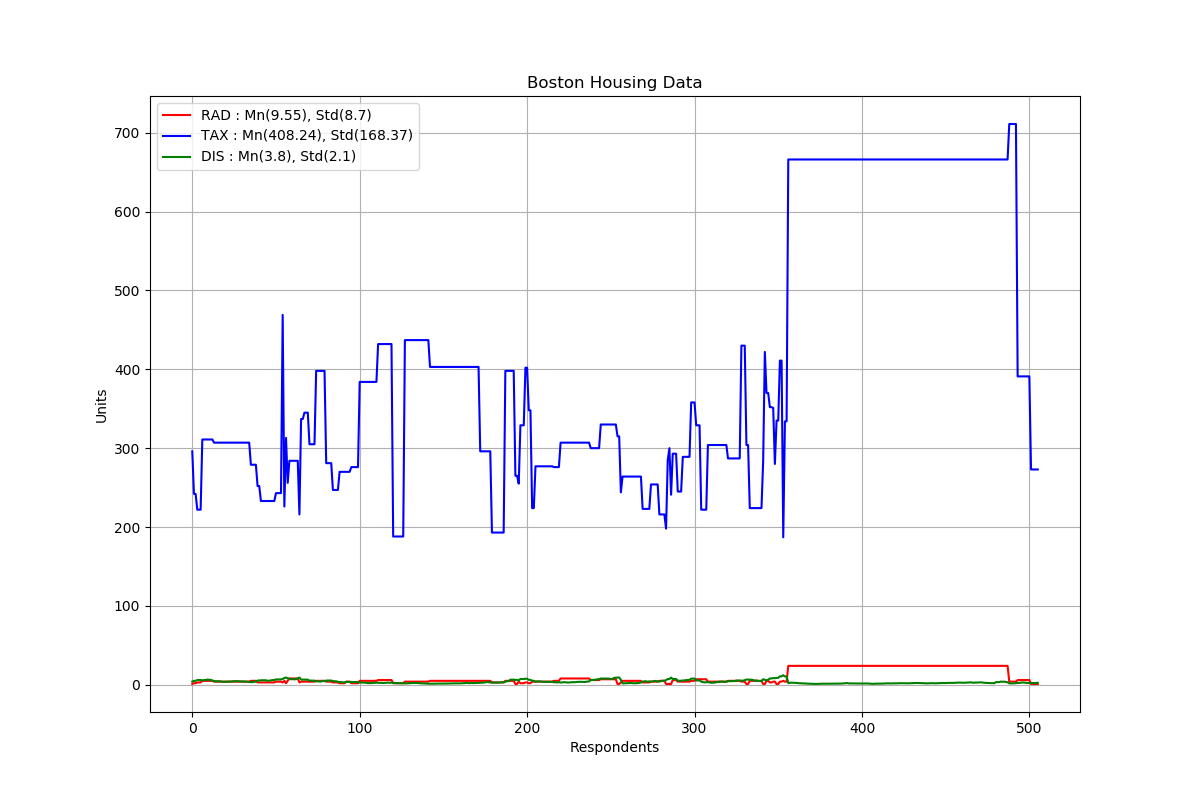 Boston Housing Data
RAD : Mn(9.55), Std(8.7)
TAX : Mn(408.24), Std(168.37)
DIS : Mn(3.8), Std(2.1)
700
600
500
400
300
200
100
0
Units
0 100 200 300 400 500
Respondents